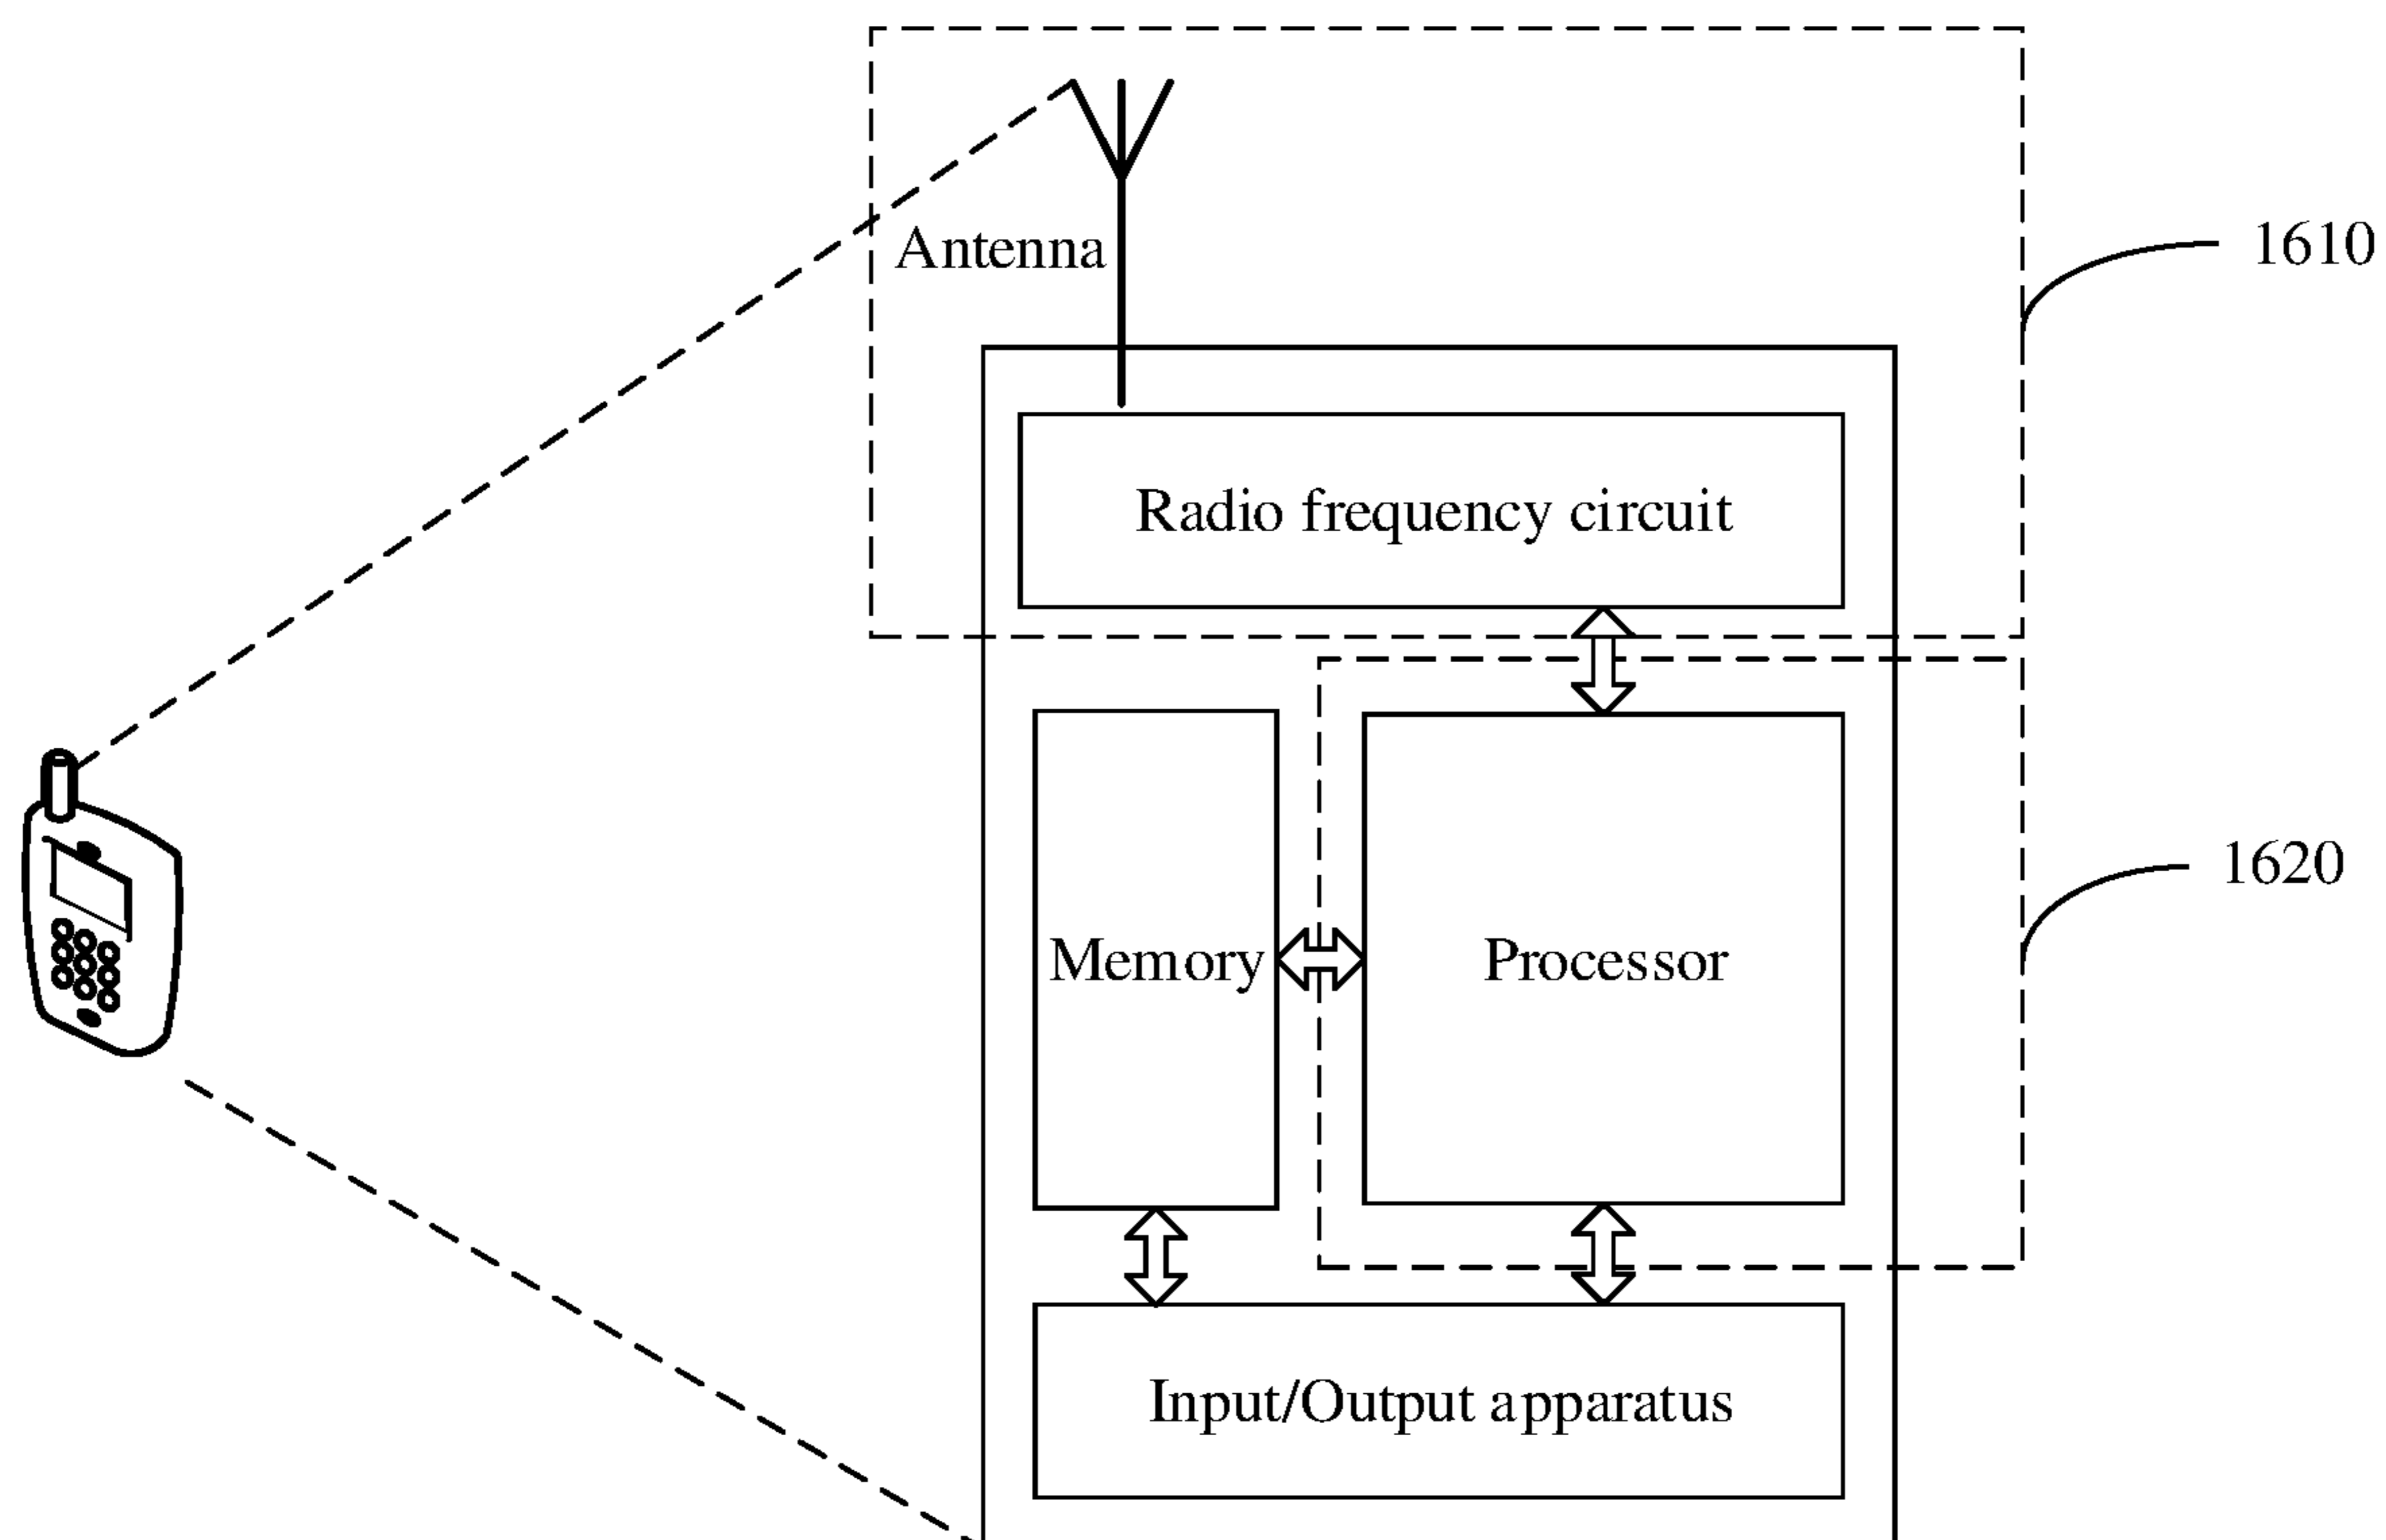 1610
Antenna
Radio frequency circuit
1620
Memory
Processor
Input/Output apparatus